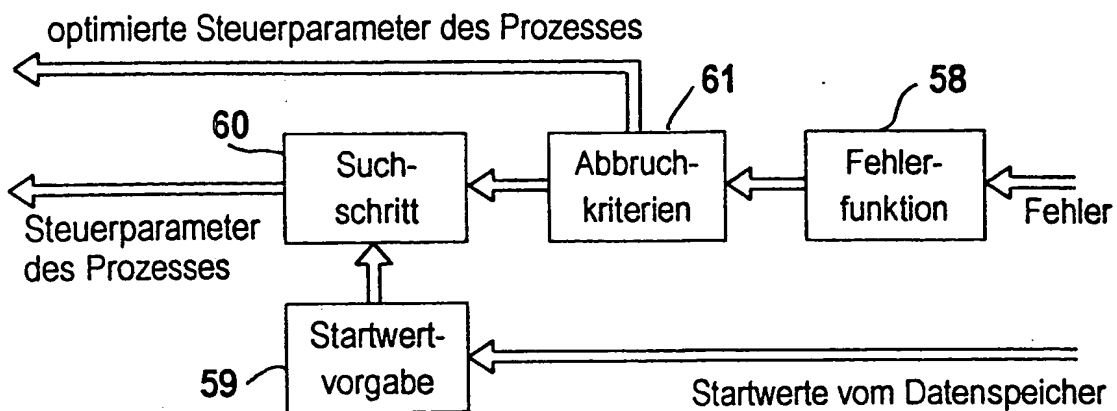 optimierte Steuerparameter des Prozesses
60
61
58
Such-
schritt
Abbruch-
kriterien
Fehler-
funktion
Fehler
Steuerparameter
des Prozesses
Startwert-
vorgabe
59
Startwerte vom Datenspeicher